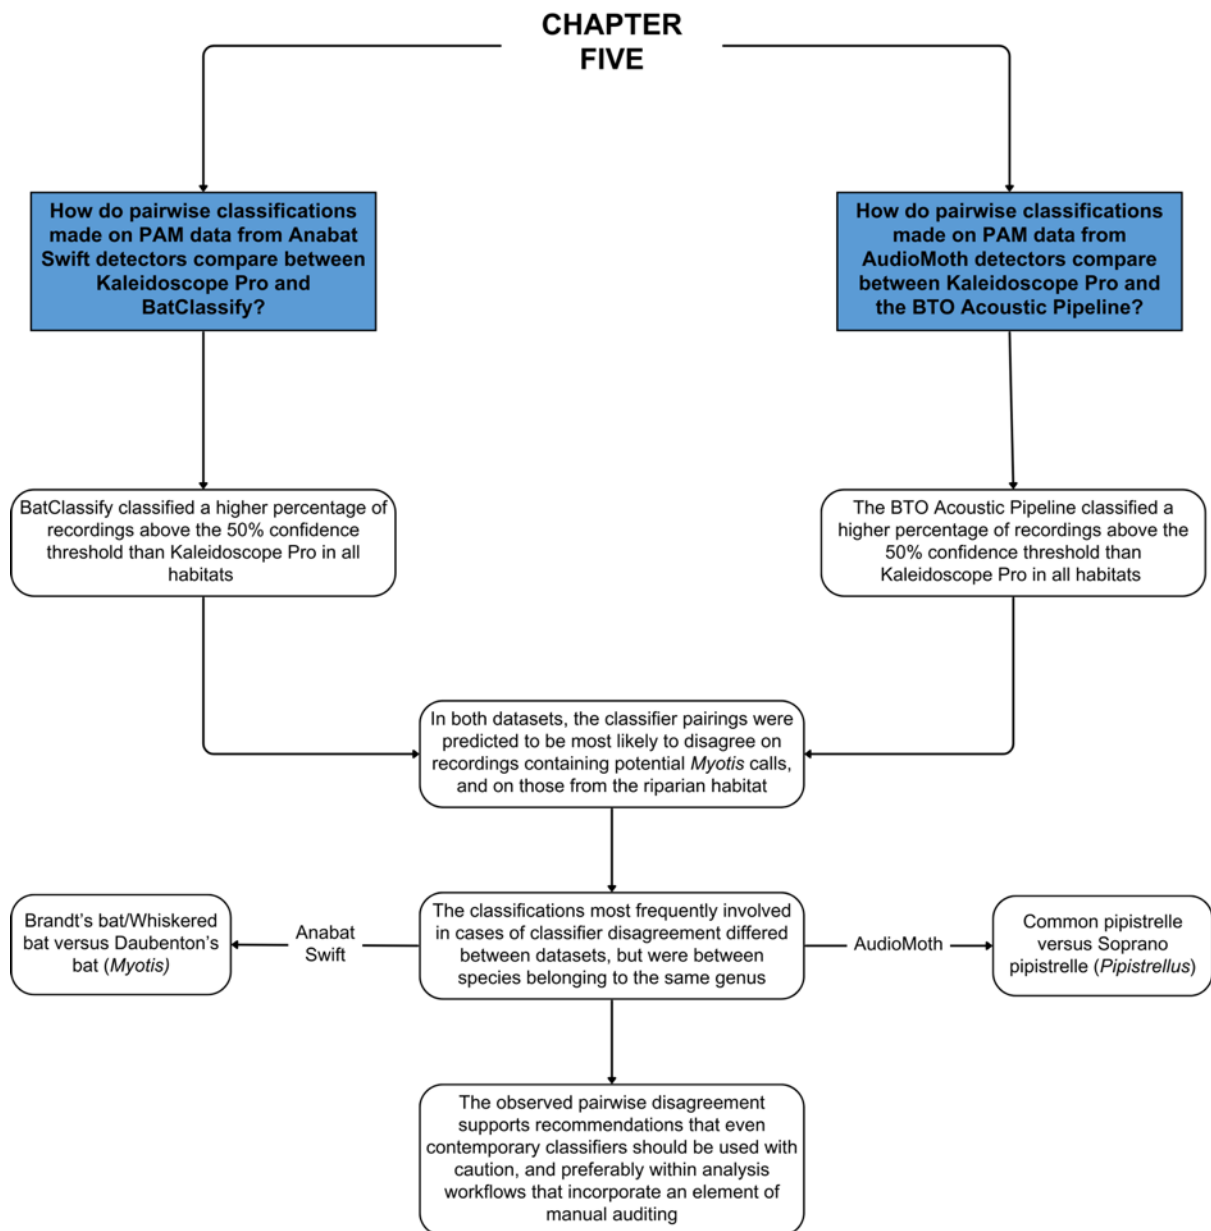 CHAPTER
FIVE
How do pairwise classifications
made on PAM data from Anabat
Swift detectors compare between
Kaleidoscope Pro and
BatClassify?
How do pairwise classifications
made on PAM data from
AudioMoth detectors compare
between Kaleidoscope Pro and
the BTO Acoustic Pipeline?
BatClassify classified a higher percentage of
recordings above the 50% confidence
threshold than Kaleidoscope Pro in all
habitats
The BTO Acoustic Pipeline classified a
higher percentage of recordings above the
50% confidence threshold than
Kaleidoscope Pro in all habitats
In both datasets, the classifier pairings were
predicted to be most likely to disagree on
recordings containing potential Myotis calls,
and on those from the riparian habitat
Brandt's bat/Whiskered
bat versus Daubenton's
bat (Myotis)
Anabat
Swift
The classifications most frequently involved
in cases of classifier disagreement differed
between datasets, but were between
species belonging to the same genus
AudioMoth
Common pipistrelle
versus Soprano
pipistrelle (Pipistrellus)
The observed pairwise disagreement
supports recommendations that even
contemporary classifiers should be used with
caution, and preferably within analysis
workflows that incorporate an element of
manual auditing